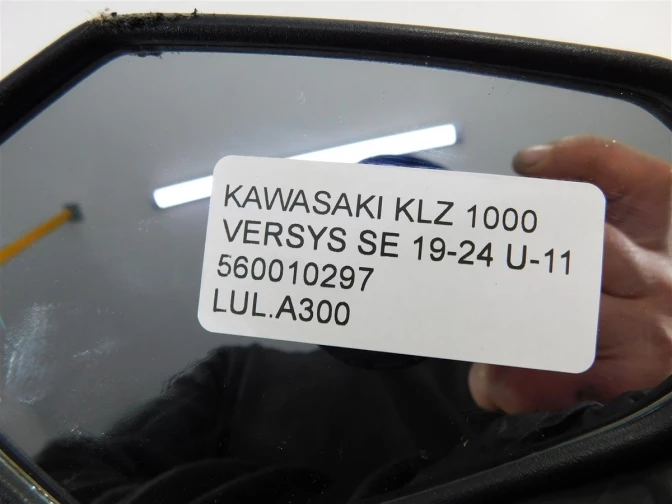 KAWASAKI KLZ 1000
VERSYS SE 19-24 U-11
560010297
LUL.A300